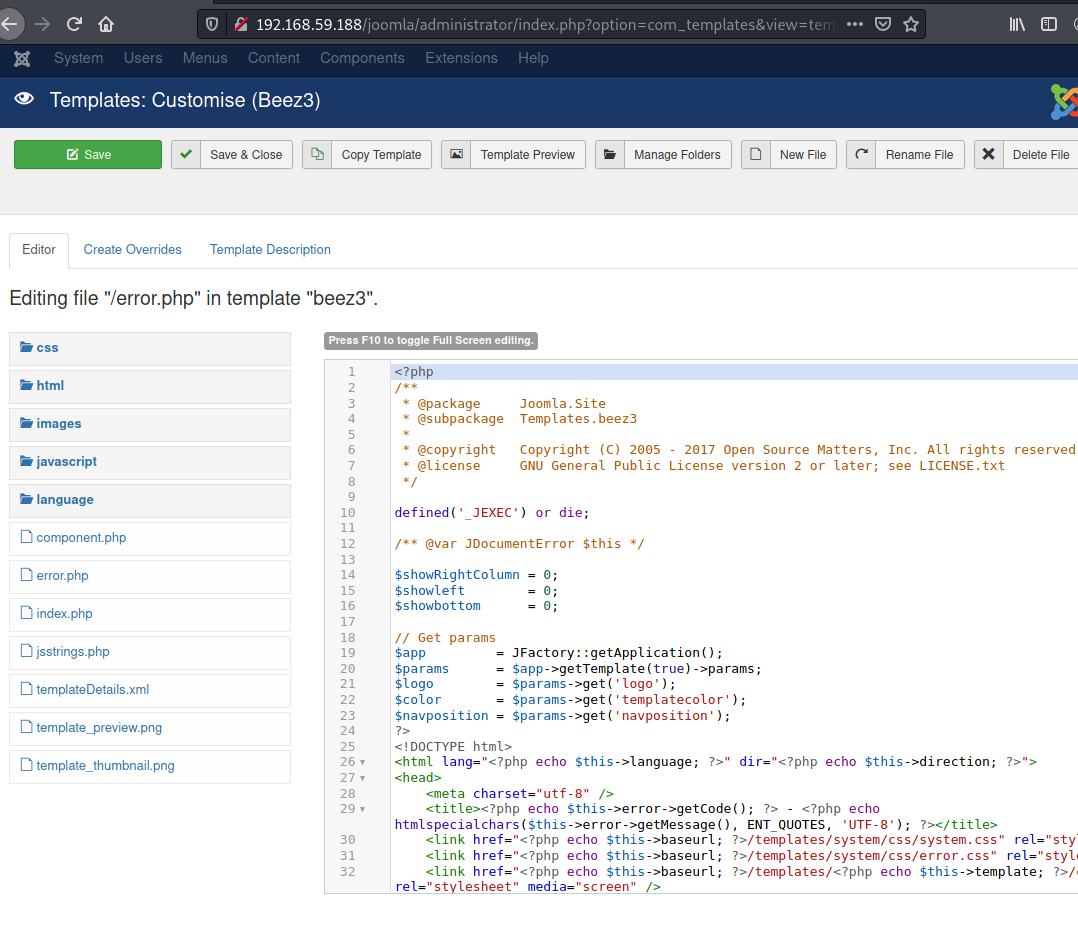 192.168.59.188/joomla/administrator/index.php?option=com_templates&view=tem
System Users Menus Content Components Extensions Help
Templates: Customise (Beez3)
Save Save & Close Copy Template Template Preview Manage Folders New File Rename File Delete File
Editor Create Overrides Template Description
Editing file "/error.php" in template "beez3".
css
html
images
javascript
language
component.php
error.php
index.php
jsstrings.php
templateDetails.xml
template_preview.png
template_thumbnail.png
Press F10 to toggle Full Screen editing.
1 <?php
2 /**
3  * @package     Joomla.Site
4  * @subpackage  Templates.beez3
5  *
6  * @copyright   Copyright (C) 2005 - 2017 Open Source Matters, Inc. All rights reserved
7  * @license     GNU General Public License version 2 or later; see LICENSE.txt
8  */
9
10 defined('_JEXEC') or die;
11
12 /** @var JDocumentError $this */
13
14 $showRightColumn = 0;
15 $showleft        = 0;
16 $showbottom      = 0;
17
18 // Get params
19 $app         = JFactory::getApplication();
20 $params      = $app->getTemplate(true)->params;
21 $logo        = $params->get('logo');
22 $color       = $params->get('templatecolor');
23 $navposition = $params->get('navposition');
24 ?>
25 <!DOCTYPE html>
26 <html lang="<?php echo $this->language; ?>" dir="<?php echo $this->direction; ?>">
27 <head>
28     <meta charset="utf-8" />
29     <title><?php echo $this->error->getCode(); ?> - <?php echo
htmlspecialchars($this->error->getMessage(), ENT_QUOTES, 'UTF-8'); ?></title>
30     <link href="<?php echo $this->baseurl; ?>/templates/system/css/system.css" rel="sty
31     <link href="<?php echo $this->baseurl; ?>/templates/system/css/error.css" rel="styl
32     <link href="<?php echo $this->baseurl; ?>/templates/<?php echo $this->template; ?>/
rel="stylesheet" media="screen" />